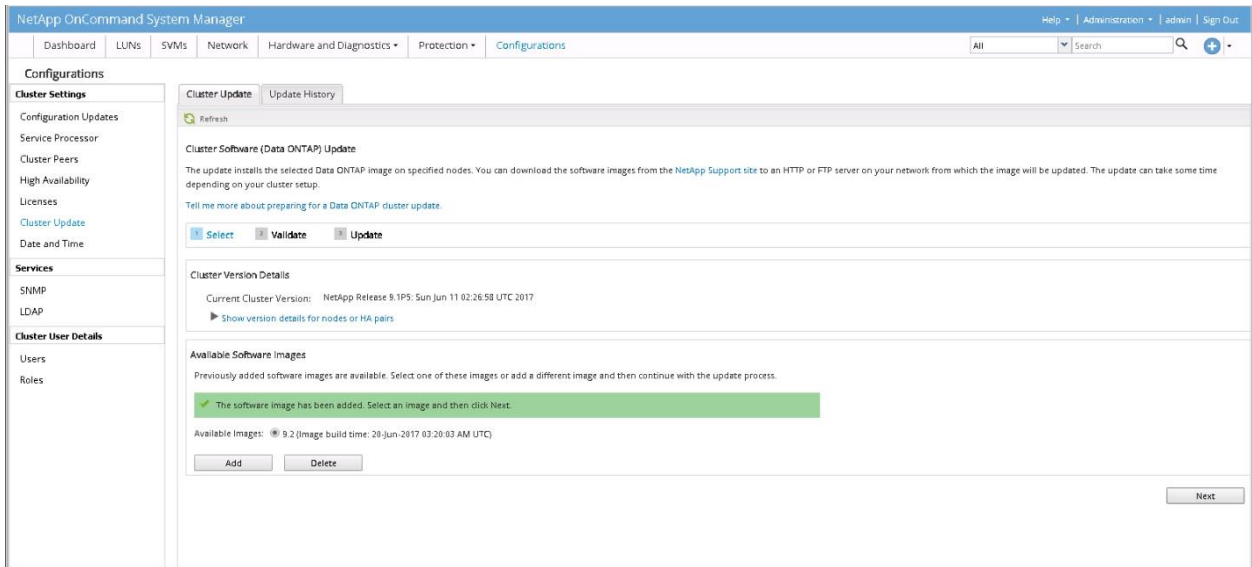 NetApp OnCommand System Manager
Help | Administration | admin | Sign Out
Dashboard LUNs SVMs Network Hardware and Diagnostics Protection Configurations All Search
Configurations
Cluster Settings
Configuration Updates
Service Processor
Cluster Peers
High Availability
Licenses
Cluster Update
Date and Time
Services
SNMP
LDAP
Cluster User Details
Users
Roles
Cluster Update Update History
Refresh
Cluster Software (Data ONTAP) Update
The update installs the selected Data ONTAP image on specified nodes. You can download the software images from the NetApp Support site to an HTTP or FTP server on your network from which the image will be updated. The update can take some time
depending on your cluster setup.
Tell me more about preparing for a Data ONTAP cluster update.
1 Select 2 Validate 3 Update
Cluster Version Details
Current Cluster Version: NetApp Release 9.1P5: Sun Jun 11 02:26:58 UTC 2017
Show version details for nodes or HA pairs
Available Software Images
Previously added software images are available. Select one of these images or add a different image and then continue with the update process.
The software image has been added. Select an image and then click Next.
Available Images: 9.2 (Image build time: 20-Jun-2017 03:20:03 AM UTC)
Add Delete
Next